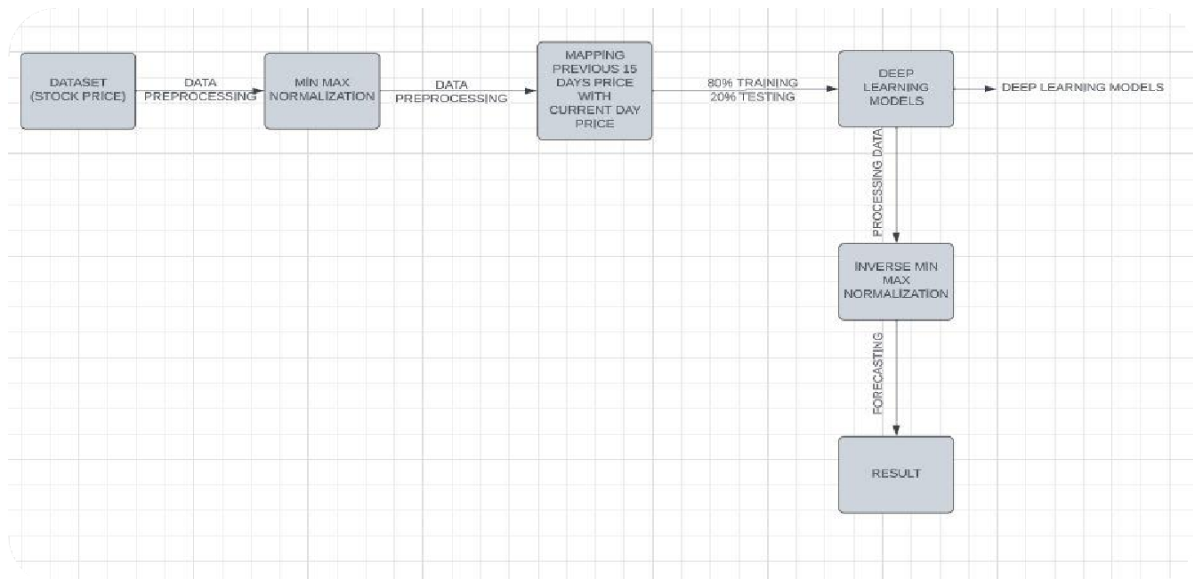 DATASET
(STOCK PRICE)
DATA
PREPROCESSING
MIN MAX
NORMALIZATION
DATA
PREPROCESSING
MAPPING
PREVIOUS 15
DAYS PRICE
WITH
CURRENT DAY
PRICE
80% TRAINING
20% TESTING
DEEP
LEARNING
MODELS
DEEP LEARNING MODELS
PROCESSING DATA
INVERSE MIN
MAX
NORMALIZATION
FORECASTING
RESULT